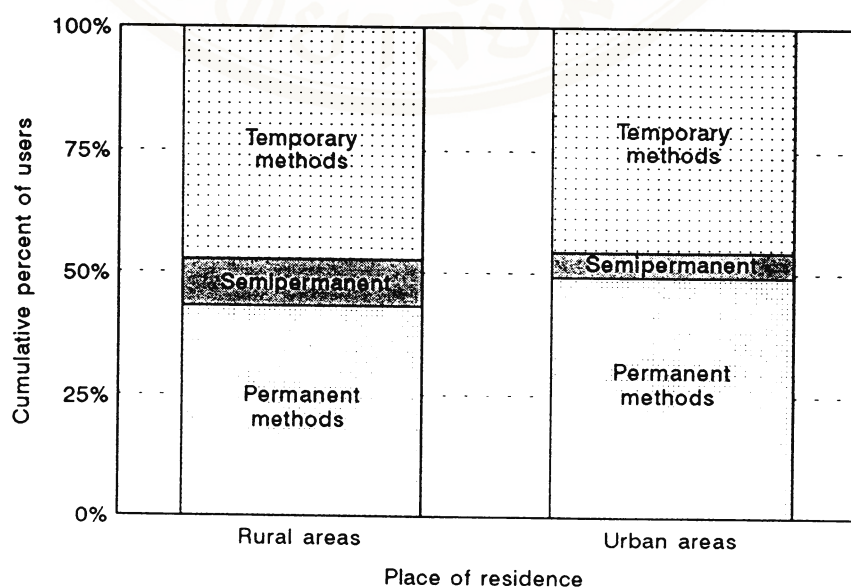 100%
75%
50%
25%
0%
Cumulative percent of users
Temporary
methods
Semipermanent
Permanent
methods
Rural areas
Temporary
methods
Semipermanent
Permanent
methods
Urban areas
Place of residence